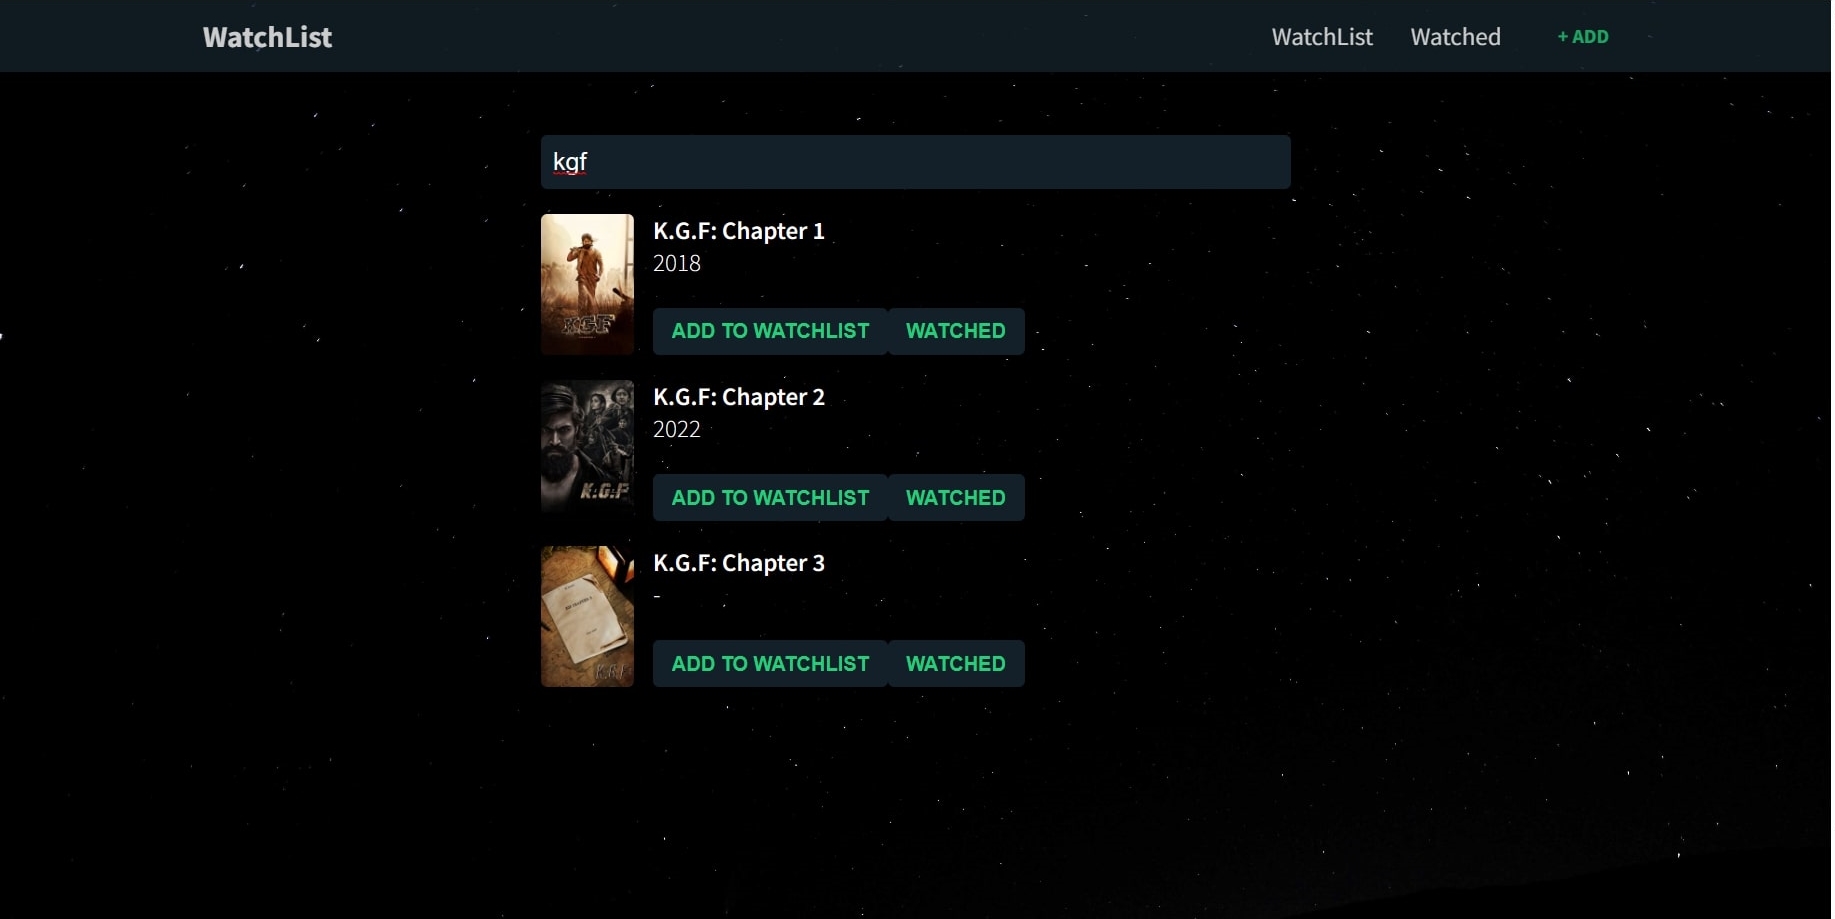 WatchList
WatchList Watched + ADD
kgf
KGF
K.G.F: Chapter 1
2018
ADD TO WATCHLIST WATCHED
K.G.F
K.G.F: Chapter 2
2022
ADD TO WATCHLIST WATCHED
K.G.F
K.G.F: Chapter 3
-
ADD TO WATCHLIST WATCHED